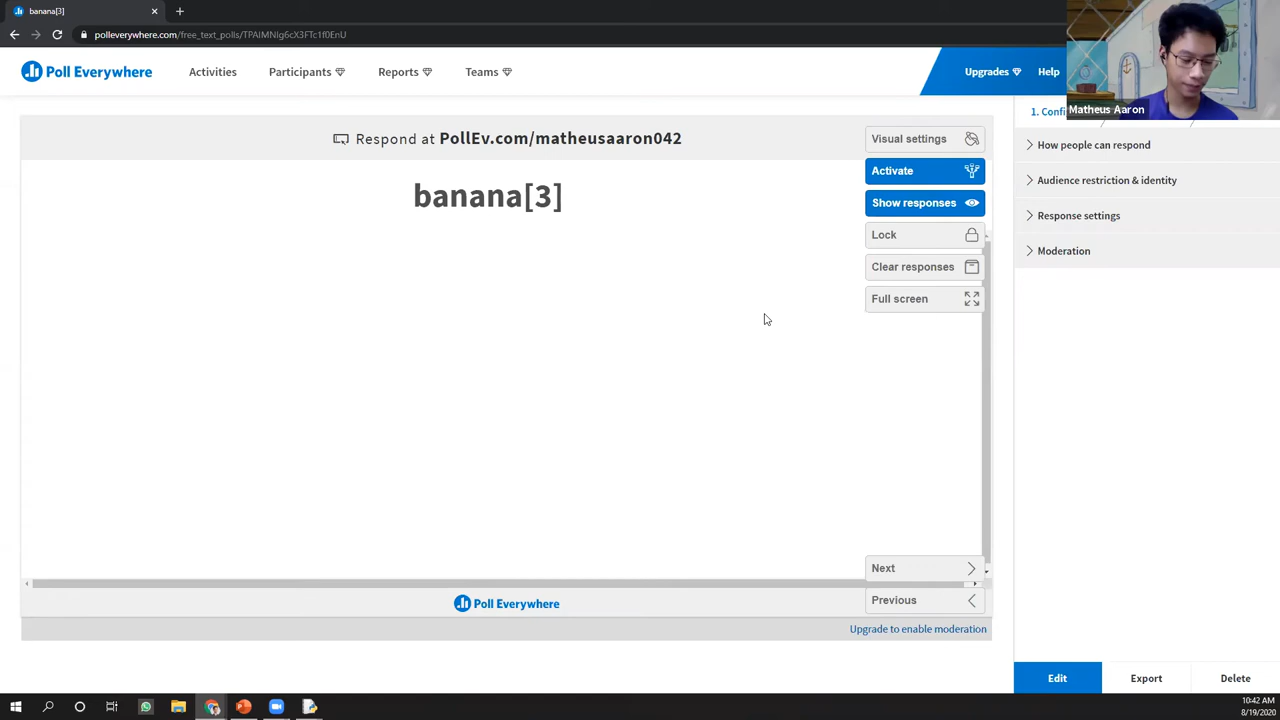 banana[3]
polleverywhere.com/free_text_polls/TPAIMNIg6cX3FTc1f0EnU
Poll Everywhere
Activities
Participants
Reports
Teams
Upgrades
Help
Matheus Aaron
Respond at PollEv.com/matheusaaron042
banana[3]
Visual settings
Activate
Show responses
Lock
Clear responses
Full screen
Next
Previous
Poll Everywhere
Upgrade to enable moderation
1. Confi
How people can respond
Audience restriction & identity
Response settings
Moderation
Edit
Export
Delete
10:42 AM
8/19/2020